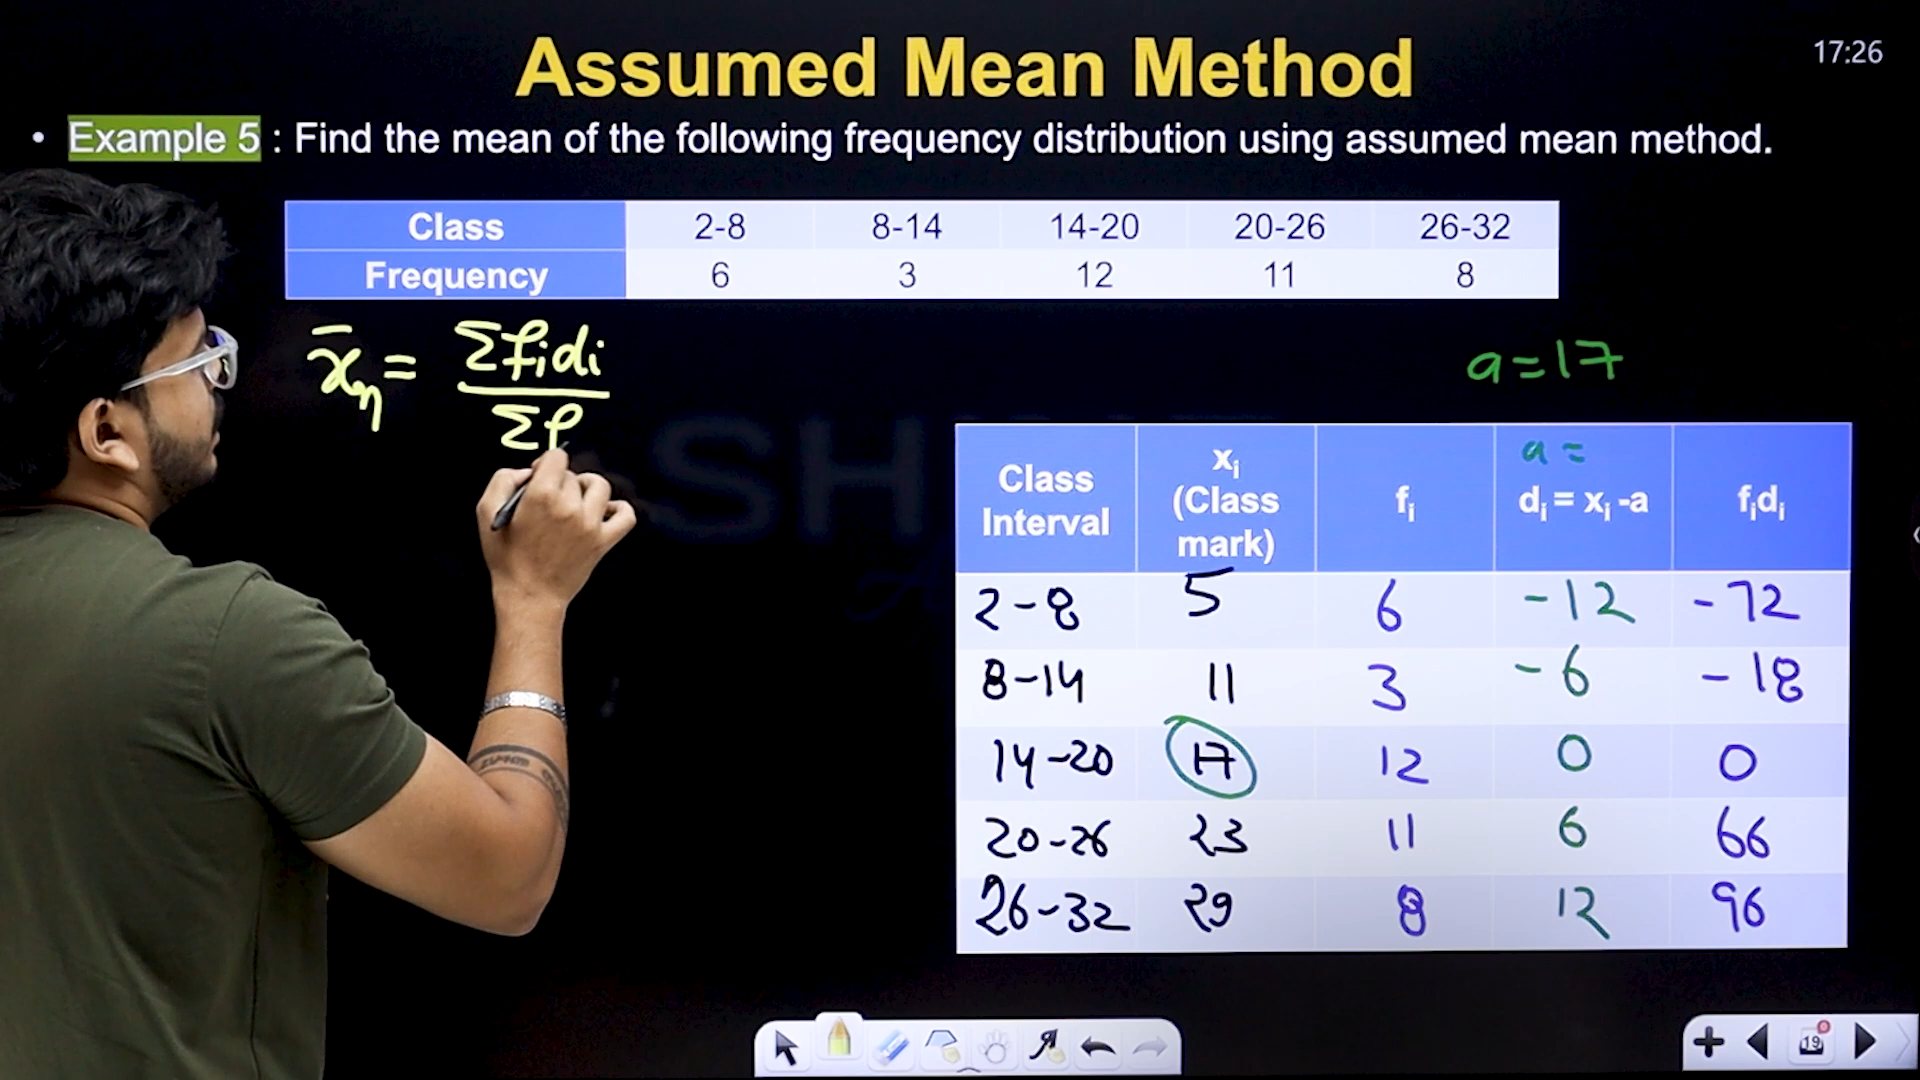 Assumed Mean Method
17:26
• Example 5 : Find the mean of the following frequency distribution using assumed mean method.
Class 2-8 8-14 14-20 20-26 26-32
Frequency 6 3 12 11 8
x̄η = Σfidi
Σf
a=17
Class Interval xi (Class mark) fi a = di = xi -a fidi
2-8 5 6 -12 -72
8-14 11 3 -6 -18
14-20 17 12 0 0
20-26 23 11 6 66
26-32 29 8 12 96
19